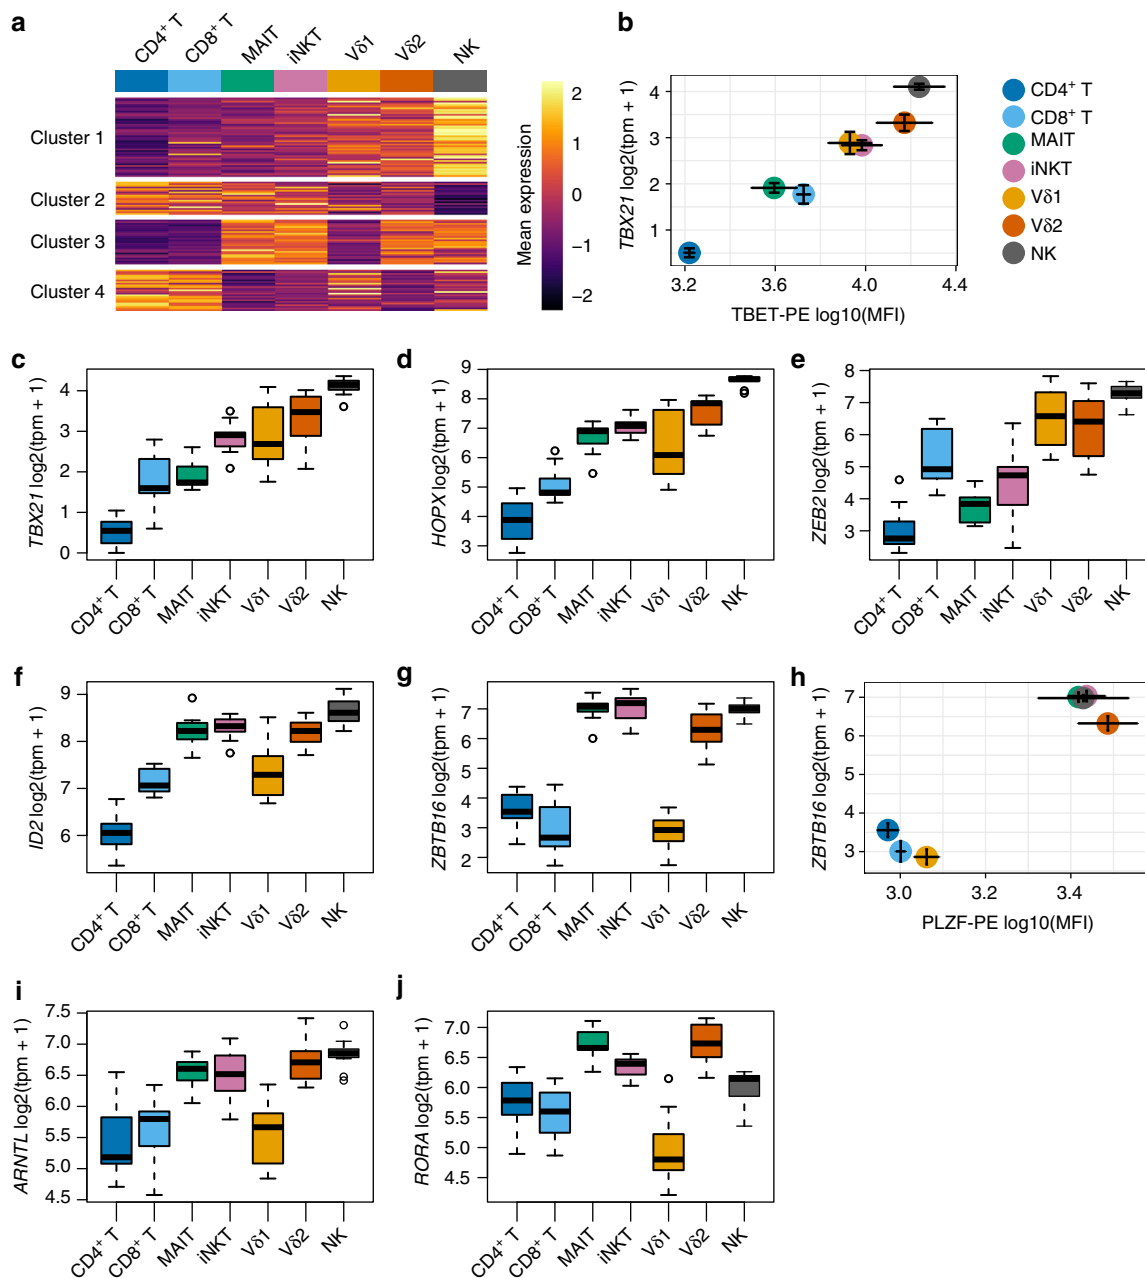 a
CD4⁺ T
CD8⁺ T
MAIT
iNKT
Vδ1
Vδ2
NK
Cluster 1
Cluster 2
Cluster 3
Cluster 4
2
1
0
−1
−2
Mean expression
b
4
3
2
1
TBX21 log2(tpm + 1)
3.2 3.6 4.0 4.4
TBET-PE log10(MFI)
CD4⁺ T
CD8⁺ T
MAIT
iNKT
Vδ1
Vδ2
NK
c
4
3
2
1
0
TBX21 log2(tpm + 1)
CD4⁺ T
CD8⁺ T
MAIT
iNKT
Vδ1
Vδ2
NK
d
9
8
7
6
5
4
3
HOPX log2(tpm + 1)
CD4⁺ T
CD8⁺ T
MAIT
iNKT
Vδ1
Vδ2
NK
e
8
7
6
5
4
3
ZEB2 log2(tpm + 1)
CD4⁺ T
CD8⁺ T
MAIT
iNKT
Vδ1
Vδ2
NK
f
9
8
7
6
ID2 log2(tpm + 1)
CD4⁺ T
CD8⁺ T
MAIT
iNKT
Vδ1
Vδ2
NK
g
7
6
5
4
3
2
ZBTB16 log2(tpm + 1)
CD4⁺ T
CD8⁺ T
MAIT
iNKT
Vδ1
Vδ2
NK
h
7
6
5
4
3
ZBTB16 log2(tpm + 1)
3.0 3.2 3.4
PLZF-PE log10(MFI)
i
7.5
7.0
6.5
6.0
5.5
5.0
4.5
ARNTL log2(tpm + 1)
CD4⁺ T
CD8⁺ T
MAIT
iNKT
Vδ1
Vδ2
NK
j
7.0
6.5
6.0
5.5
5.0
4.5
RORA log2(tpm + 1)
CD4⁺ T
CD8⁺ T
MAIT
iNKT
Vδ1
Vδ2
NK